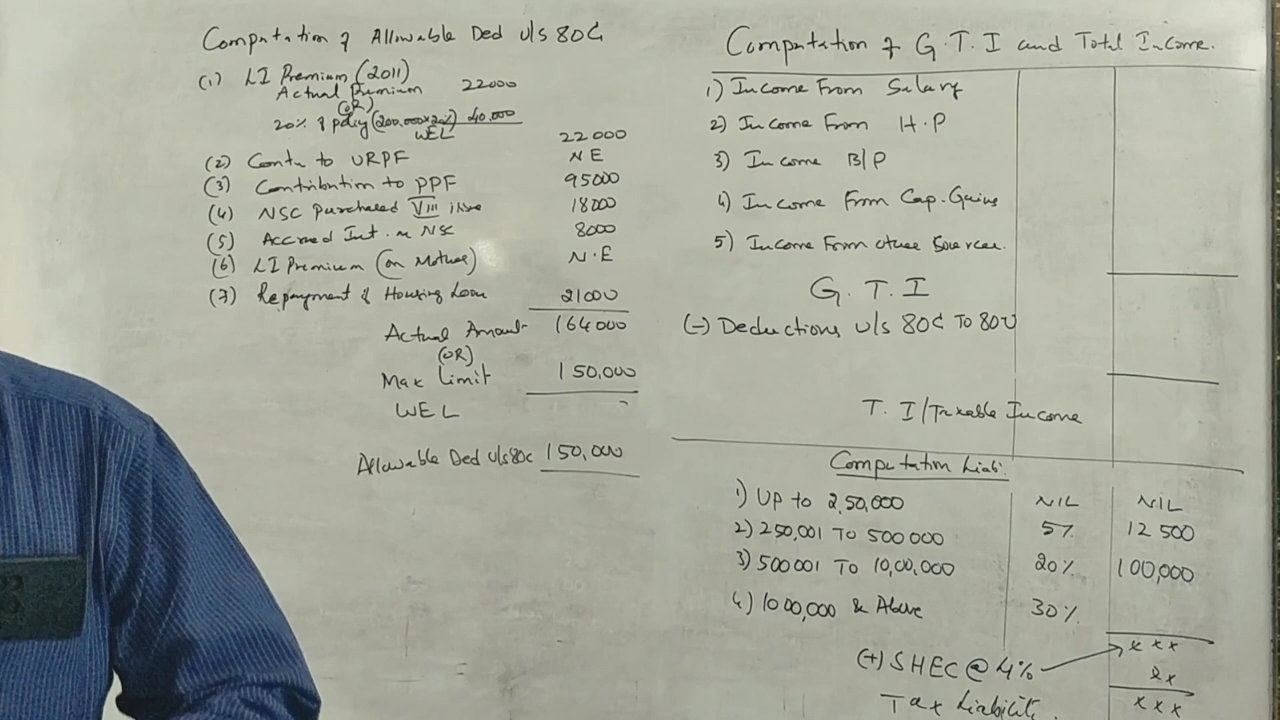 Computation of Allowable Ded u/s 80C
(1) LI Premium (2011)
Actual Premium 22000
(OR)
20% of policy (200,000x20%) 40,000
WEL 22000
(2) Contn to URPF N E
(3) Contribution to PPF 95000
(4) NSC purchased VIII issue 18000
(5) Accrued Int. on NSC 8000
(6) LI Premium (on Mother) N.E
(7) Repayment of Housing Loan 21000
Actual Amount 164000
(OR)
Max Limit 150,000
WEL
Allowable Ded u/s 80C 150,000
Computation of G.T.I and Total Income.
1) Income From Salary
2) Income From H.P
3) Income B/P
4) Income From Cap. Gains
5) Income From other Sources.
G.T.I
(-) Deductions u/s 80C To 80U
T.I/Taxable Income
Computation Liabi.
1) Up to 2,50,000 NIL NIL
2) 250,001 TO 500000 5% 12500
3) 500001 TO 10,00,000 20% 100,000
4) 1000,000 & Above 30%
xxx
(+) SHEC @ 4% xx
Tax Liability. xxx